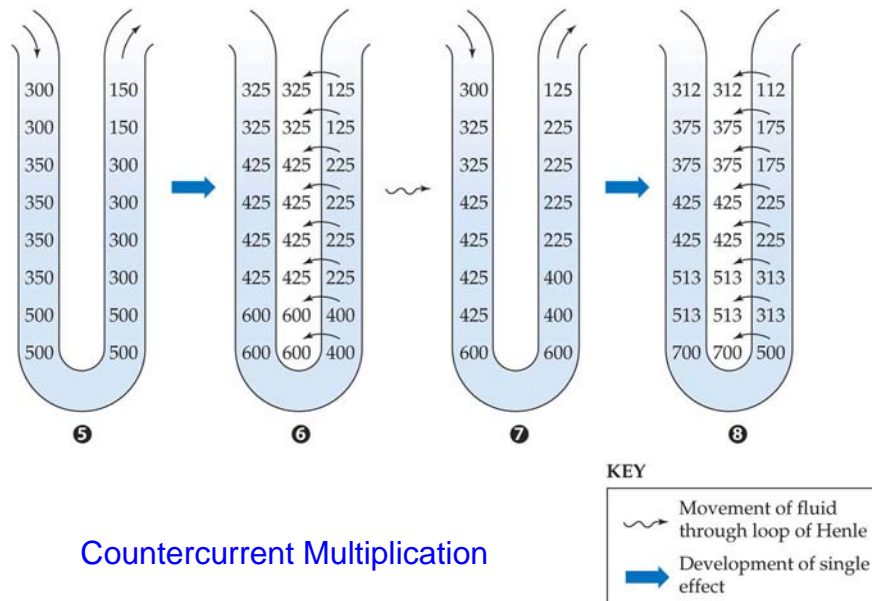 300 150 325 325 125 300 125 312 312 112
300 150 325 325 125 325 225 375 375 175
350 300 425 425 225 325 225 375 375 175
350 300 425 425 225 425 225 425 425 225
350 300 425 425 225 425 225 425 425 225
350 300 425 425 225 425 400 513 513 313
500 500 600 600 400 425 400 513 513 313
500 500 600 600 400 600 600 700 700 500
❺ ❻ ❼ ❽
KEY
Movement of fluid
through loop of Henle
Development of single
effect
Countercurrent Multiplication